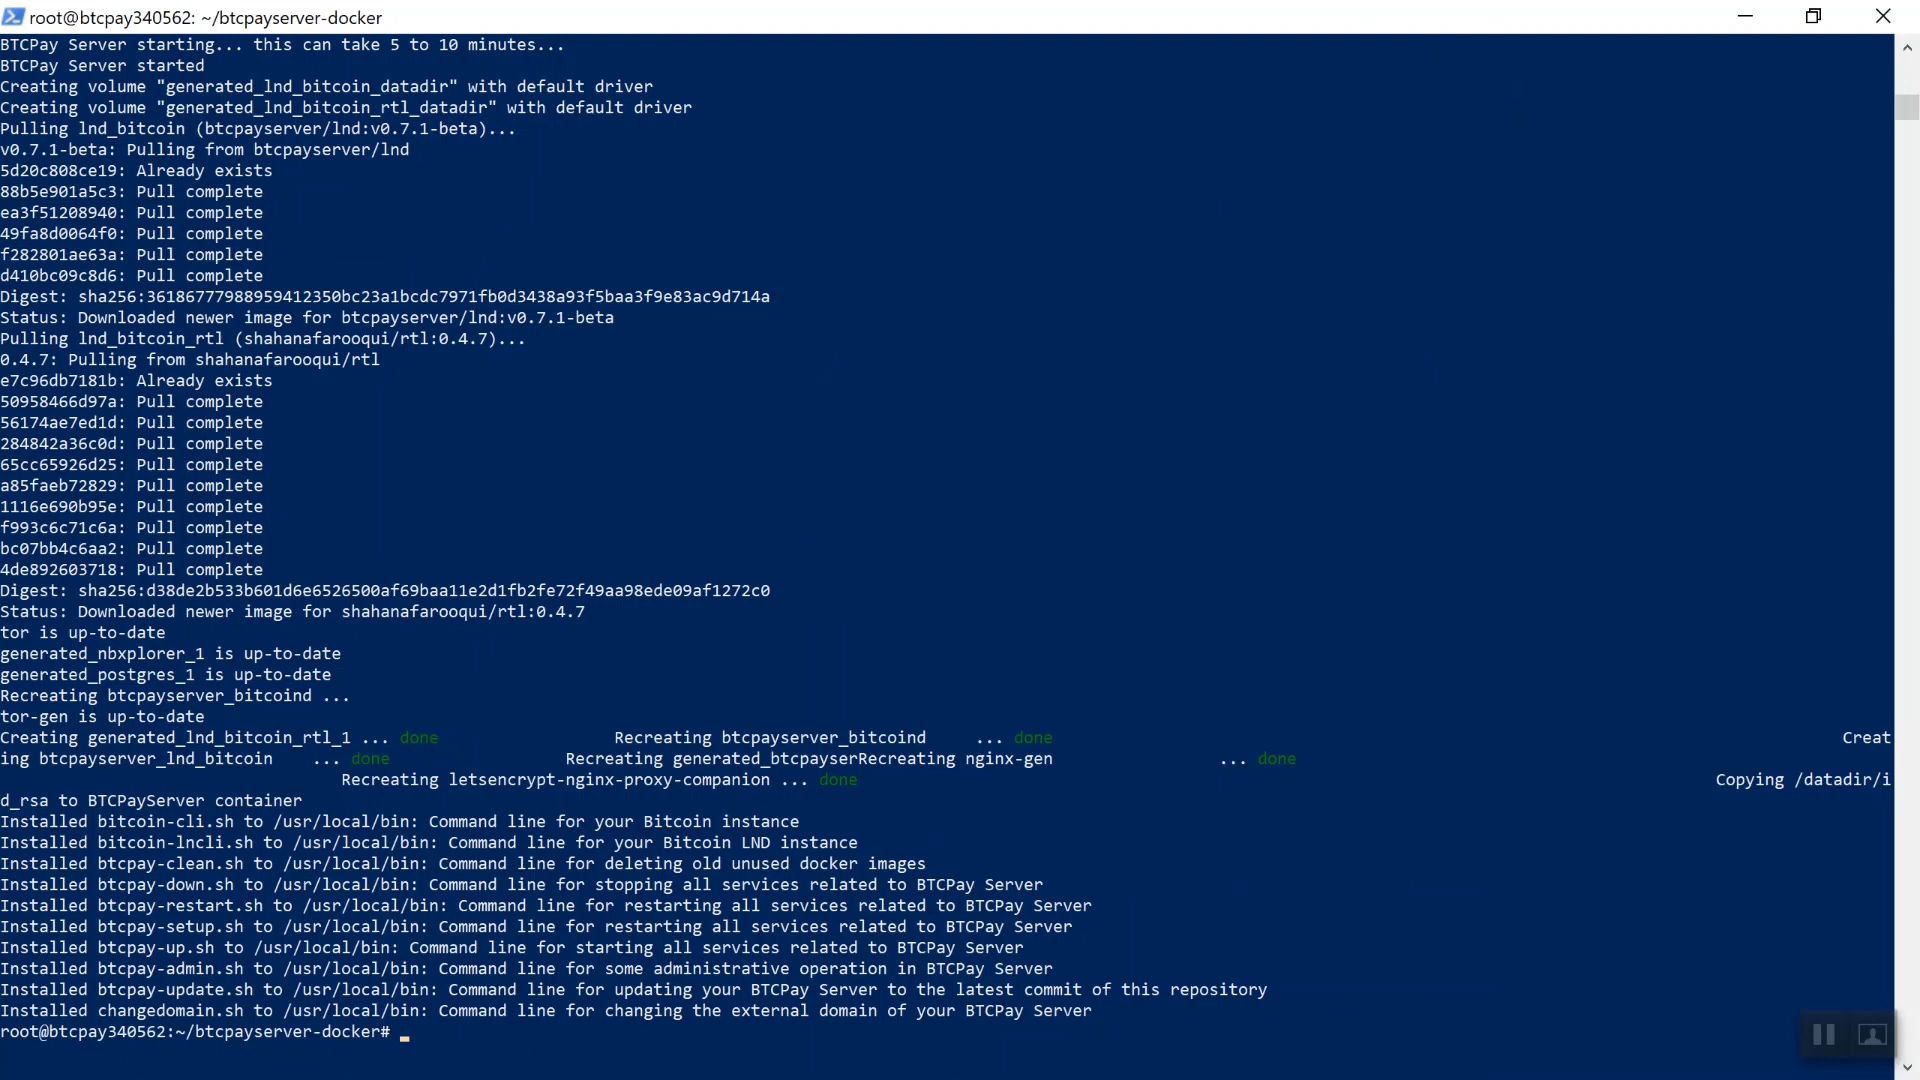 root@btcpay340562: ~/btcpayserver-docker
BTCPay Server starting... this can take 5 to 10 minutes...
BTCPay Server started
Creating volume "generated_lnd_bitcoin_datadir" with default driver
Creating volume "generated_lnd_bitcoin_rtl_datadir" with default driver
Pulling lnd_bitcoin (btcpayserver/lnd:v0.7.1-beta)...
v0.7.1-beta: Pulling from btcpayserver/lnd
5d20c808ce19: Already exists
88b5e901a5c3: Pull complete
ea3f51208940: Pull complete
49fa8d0064f0: Pull complete
f282801ae63a: Pull complete
d410bc09c8d6: Pull complete
Digest: sha256:36186777988959412350bc23a1bcdc7971fb0d3438a93f5baa3f9e83ac9d714a
Status: Downloaded newer image for btcpayserver/lnd:v0.7.1-beta
Pulling lnd_bitcoin_rtl (shahanafarooqui/rtl:0.4.7)...
0.4.7: Pulling from shahanafarooqui/rtl
e7c96db7181b: Already exists
50958466d97a: Pull complete
56174ae7ed1d: Pull complete
284842a36c0d: Pull complete
65cc65926d25: Pull complete
a85faeb72829: Pull complete
1116e690b95e: Pull complete
f993c6c71c6a: Pull complete
bc07bb4c6aa2: Pull complete
4de892603718: Pull complete
Digest: sha256:d38de2b533b601d6e6526500af69baa11e2d1fb2fe72f49aa98ede09af1272c0
Status: Downloaded newer image for shahanafarooqui/rtl:0.4.7
tor is up-to-date
generated_nbxplorer_1 is up-to-date
generated_postgres_1 is up-to-date
Recreating btcpayserver_bitcoind ...
tor-gen is up-to-date
Creating generated_lnd_bitcoin_rtl_1 ... done Recreating btcpayserver_bitcoind ... done Creat
ing btcpayserver_lnd_bitcoin ... done Recreating generated_btcpayserRecreating nginx-gen ... done
Recreating letsencrypt-nginx-proxy-companion ... done Copying /datadir/i
d_rsa to BTCPayServer container
Installed bitcoin-cli.sh to /usr/local/bin: Command line for your Bitcoin instance
Installed bitcoin-lncli.sh to /usr/local/bin: Command line for your Bitcoin LND instance
Installed btcpay-clean.sh to /usr/local/bin: Command line for deleting old unused docker images
Installed btcpay-down.sh to /usr/local/bin: Command line for stopping all services related to BTCPay Server
Installed btcpay-restart.sh to /usr/local/bin: Command line for restarting all services related to BTCPay Server
Installed btcpay-setup.sh to /usr/local/bin: Command line for restarting all services related to BTCPay Server
Installed btcpay-up.sh to /usr/local/bin: Command line for starting all services related to BTCPay Server
Installed btcpay-admin.sh to /usr/local/bin: Command line for some administrative operation in BTCPay Server
Installed btcpay-update.sh to /usr/local/bin: Command line for updating your BTCPay Server to the latest commit of this repository
Installed changedomain.sh to /usr/local/bin: Command line for changing the external domain of your BTCPay Server
root@btcpay340562:~/btcpayserver-docker#